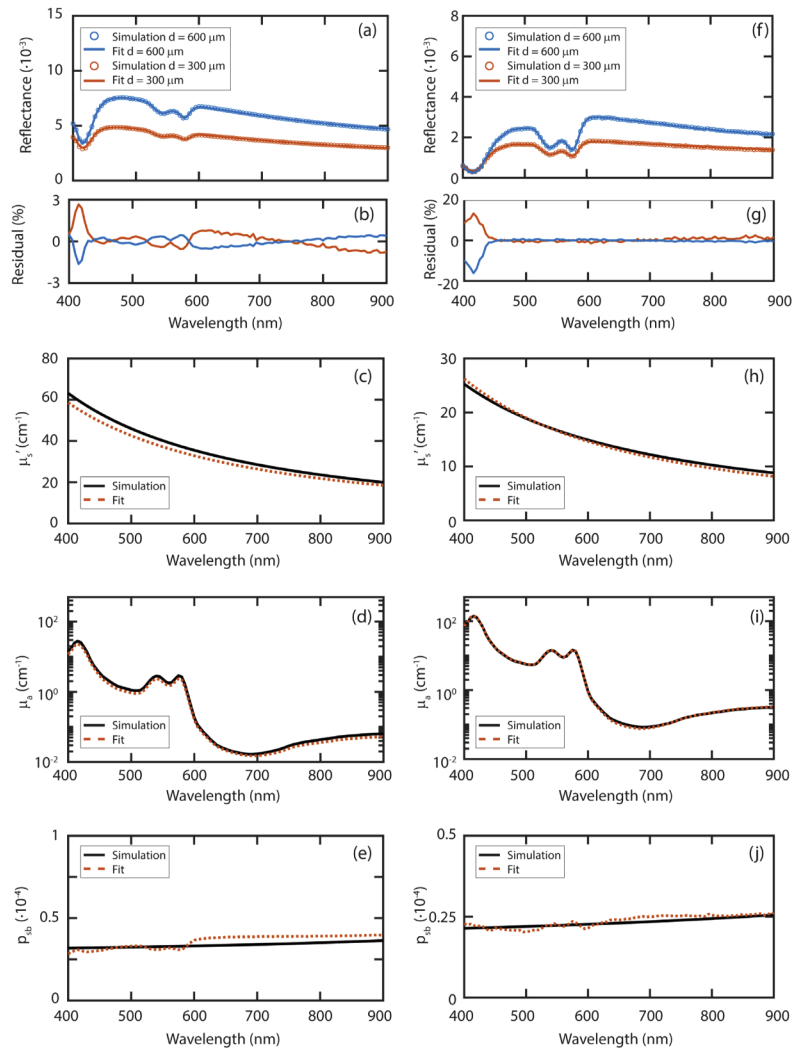 (a)
15
10
5
0
Reflectance (·10⁻³)
Simulation d = 600 μm
Fit d = 600 μm
Simulation d = 300 μm
Fit d = 300 μm
(f)
8
6
4
2
0
Reflectance (·10⁻³)
Simulation d = 600 μm
Fit d = 600 μm
Simulation d = 300 μm
Fit d = 300 μm
(b)
3
0
-3
Residual (%)
400 500 600 700 800 900
Wavelength (nm)
(g)
20
0
-20
Residual (%)
400 500 600 700 800 900
Wavelength (nm)
(c)
80
60
40
20
0
μs' (cm⁻¹)
Simulation
Fit
400 500 600 700 800 900
Wavelength (nm)
(h)
30
20
10
0
μs' (cm⁻¹)
Simulation
Fit
400 500 600 700 800 900
Wavelength (nm)
(d)
10²
10⁰
10⁻²
μa (cm⁻¹)
Simulation
Fit
400 500 600 700 800 900
Wavelength (nm)
(i)
10²
10⁰
10⁻²
μa (cm⁻¹)
Simulation
Fit
400 500 600 700 800 900
Wavelength (nm)
(e)
1
0.5
0
psb (·10⁻⁴)
Simulation
Fit
400 500 600 700 800 900
Wavelength (nm)
(j)
0.5
0.25
0
psb (·10⁻⁴)
Simulation
Fit
400 500 600 700 800 900
Wavelength (nm)